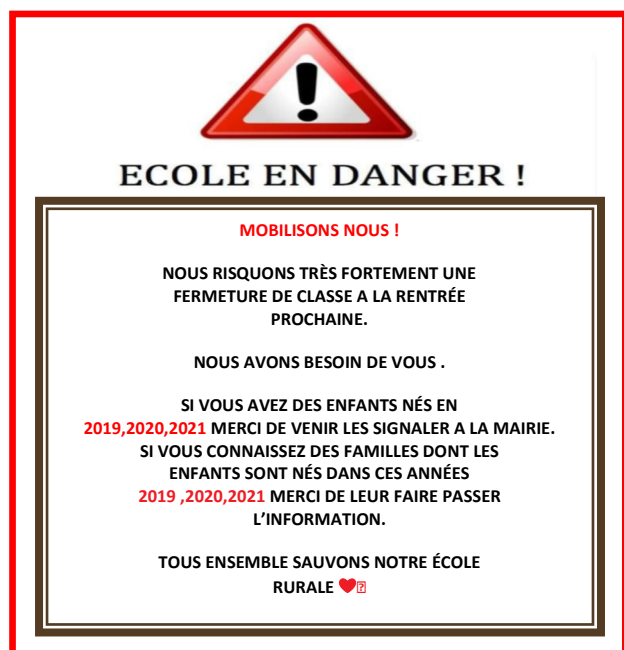 ECOLE EN DANGER !
MOBILISONS NOUS !
NOUS RISQUONS TRÈS FORTEMENT UNE
FERMETURE DE CLASSE A LA RENTRÉE
PROCHAINE.
NOUS AVONS BESOIN DE VOUS .
SI VOUS AVEZ DES ENFANTS NÉS EN
2019,2020,2021 MERCI DE VENIR LES SIGNALER A LA MAIRIE.
SI VOUS CONNAISSEZ DES FAMILLES DONT LES
ENFANTS SONT NÉS DANS CES ANNÉES
2019 ,2020,2021 MERCI DE LEUR FAIRE PASSER
L’INFORMATION.
TOUS ENSEMBLE SAUVONS NOTRE ÉCOLE
RURALE ❤